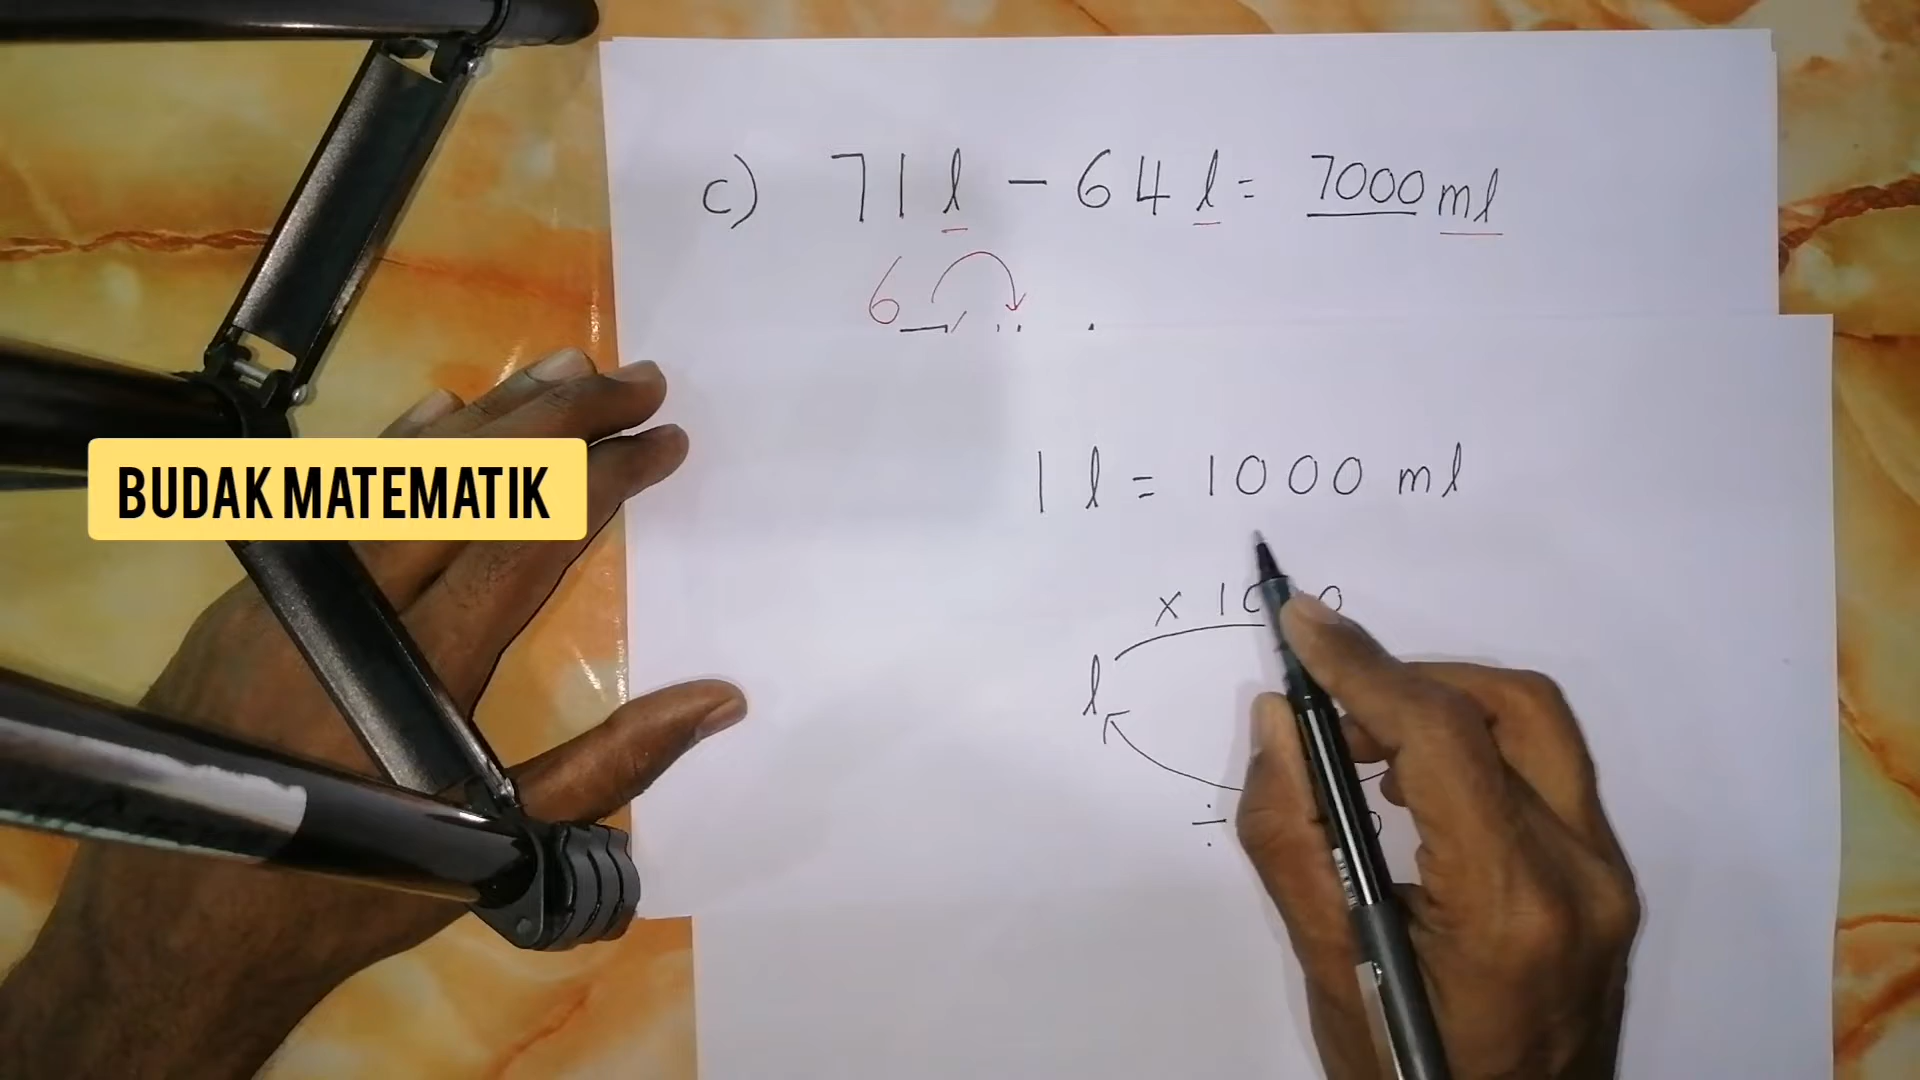 c) 71 l - 64 l = 7000 ml
6
BUDAK MATEMATIK
1 l = 1000 ml
l
÷